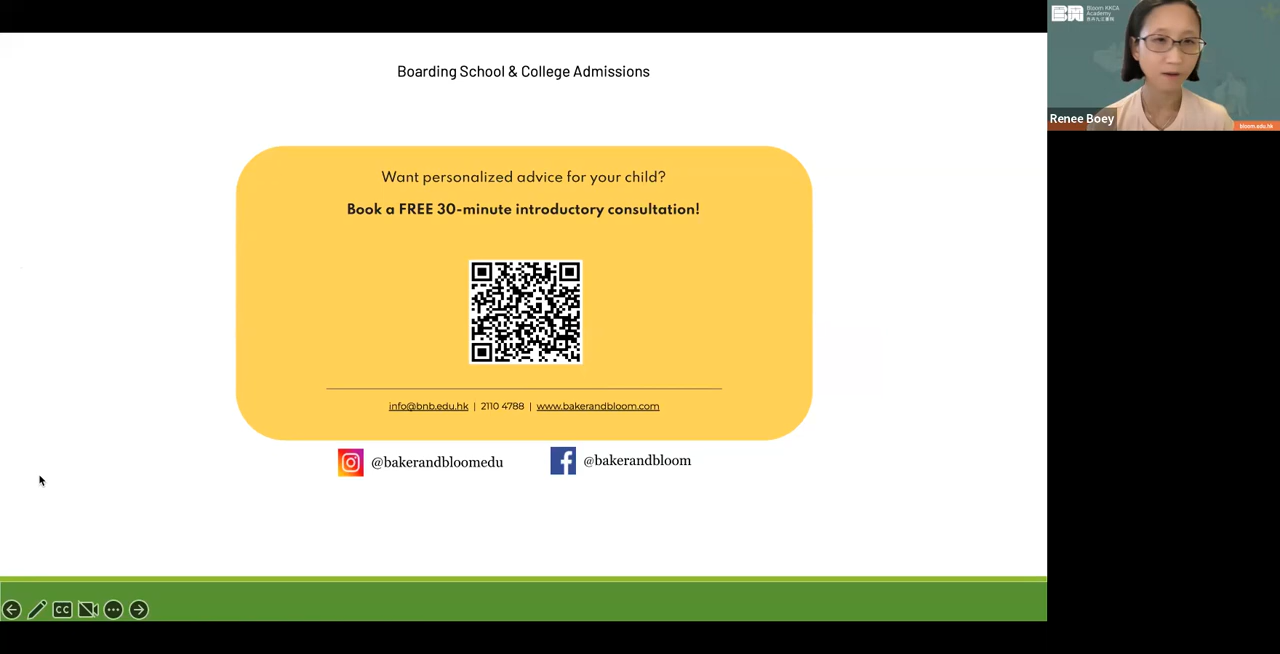 Boarding School & College Admissions
Want personalized advice for your child?
Book a FREE 30-minute introductory consultation!
info@bnb.edu.hk | 2110 4788 | www.bakerandbloom.com
@bakerandbloomedu
@bakerandbloom
CC
Bloom KKCA
Academy
Renee Boey
bloom.edu.hk